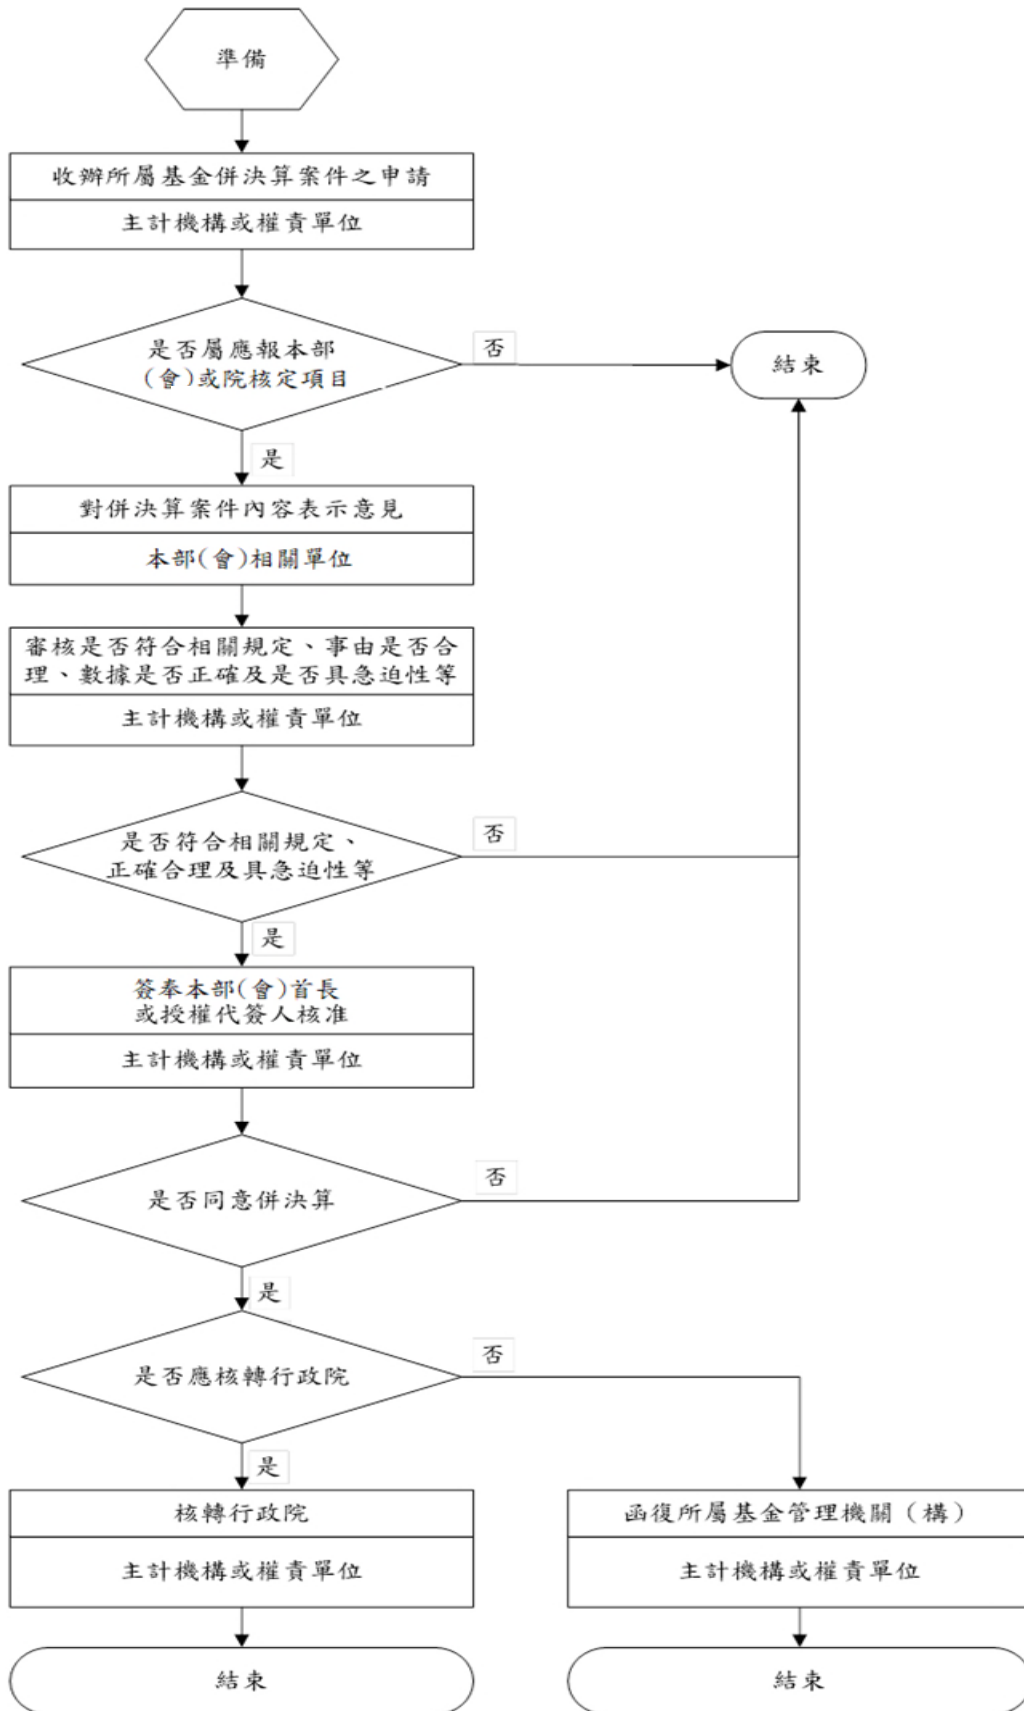 準備
收辦所屬基金併決算案件之申請
主計機構或權責單位
是否屬應報本部
(會)或院核定項目
否
結束
是
對併決算案件內容表示意見
本部(會)相關單位
審核是否符合相關規定、事由是否合
理、數據是否正確及是否具急迫性等
主計機構或權責單位
是否符合相關規定、
正確合理及具急迫性等
否
是
簽奉本部(會)首長
或授權代簽人核准
主計機構或權責單位
是否同意併決算
否
是
是否應核轉行政院
否
是
核轉行政院
主計機構或權責單位
結束
函復所屬基金管理機關（構）
主計機構或權責單位
結束